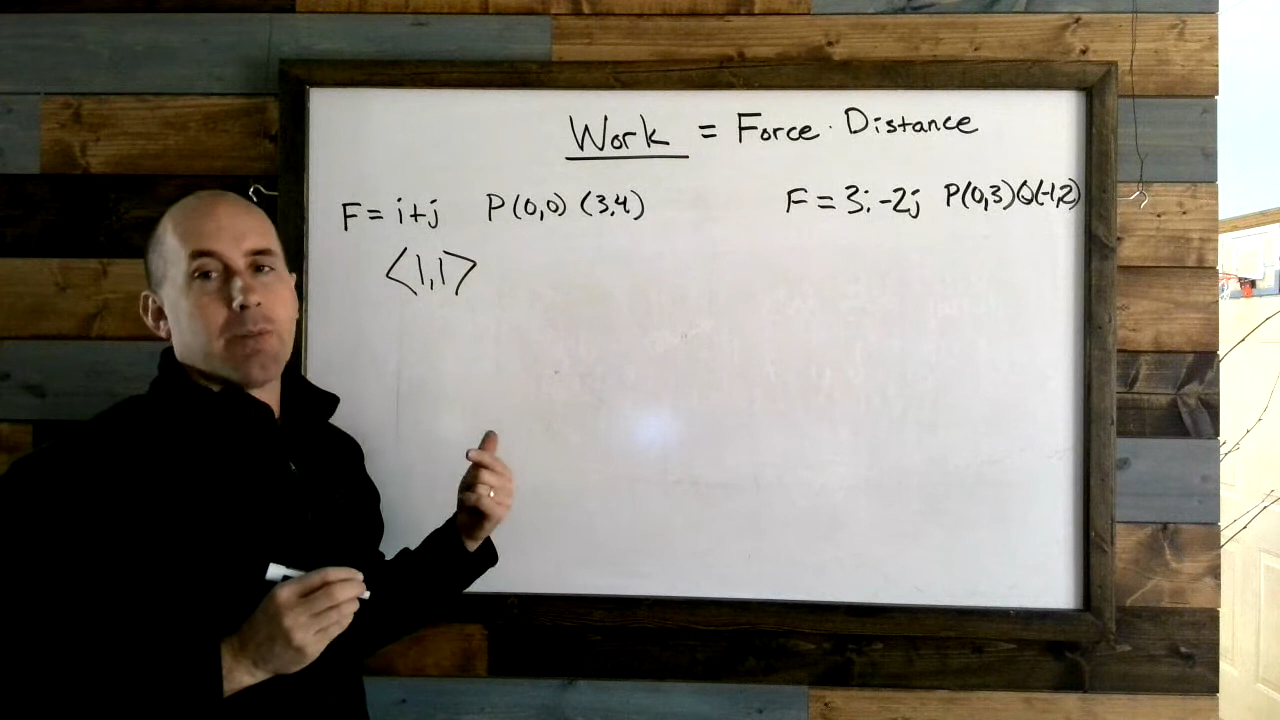 Work = Force · Distance
F = i+j P(0,0) (3,4) F = 3i-2j P(0,3)Q(-1,2)
<1,1>